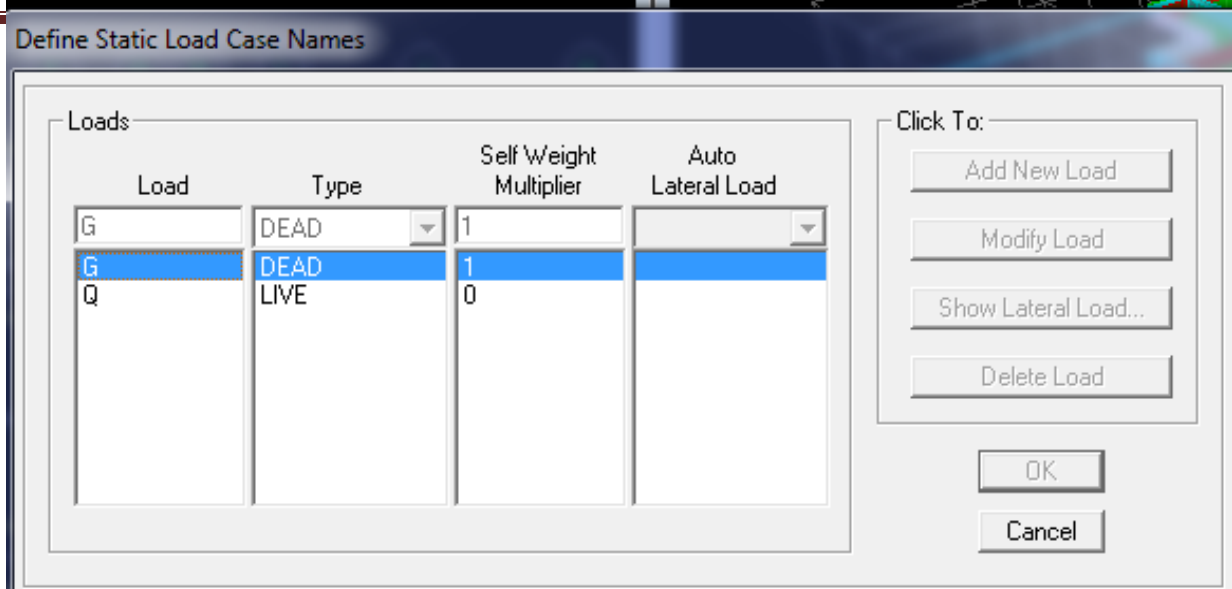 Define Static Load Case Names
Loads
Load Type Self Weight Multiplier Auto Lateral Load
G DEAD 1
G DEAD 1
Q LIVE 0
Click To:
Add New Load
Modify Load
Show Lateral Load...
Delete Load
OK
Cancel